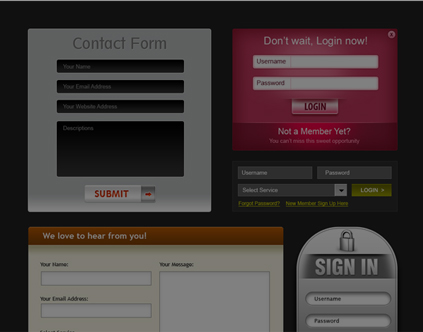 Contact Form
Your Name
Your Email Address
Your Website Address
Descriptions
SUBMIT
Don't wait, Login now!
Username
Password
LOGIN
Not a Member Yet?
You can't miss this sweet opportunity
Username
Password
Select Service
LOGIN >
Forgot Password?
New Member Sign Up Here
We love to hear from you!
Your Name:
Your Message:
Your Email Address:
SIGN IN
Username
Password